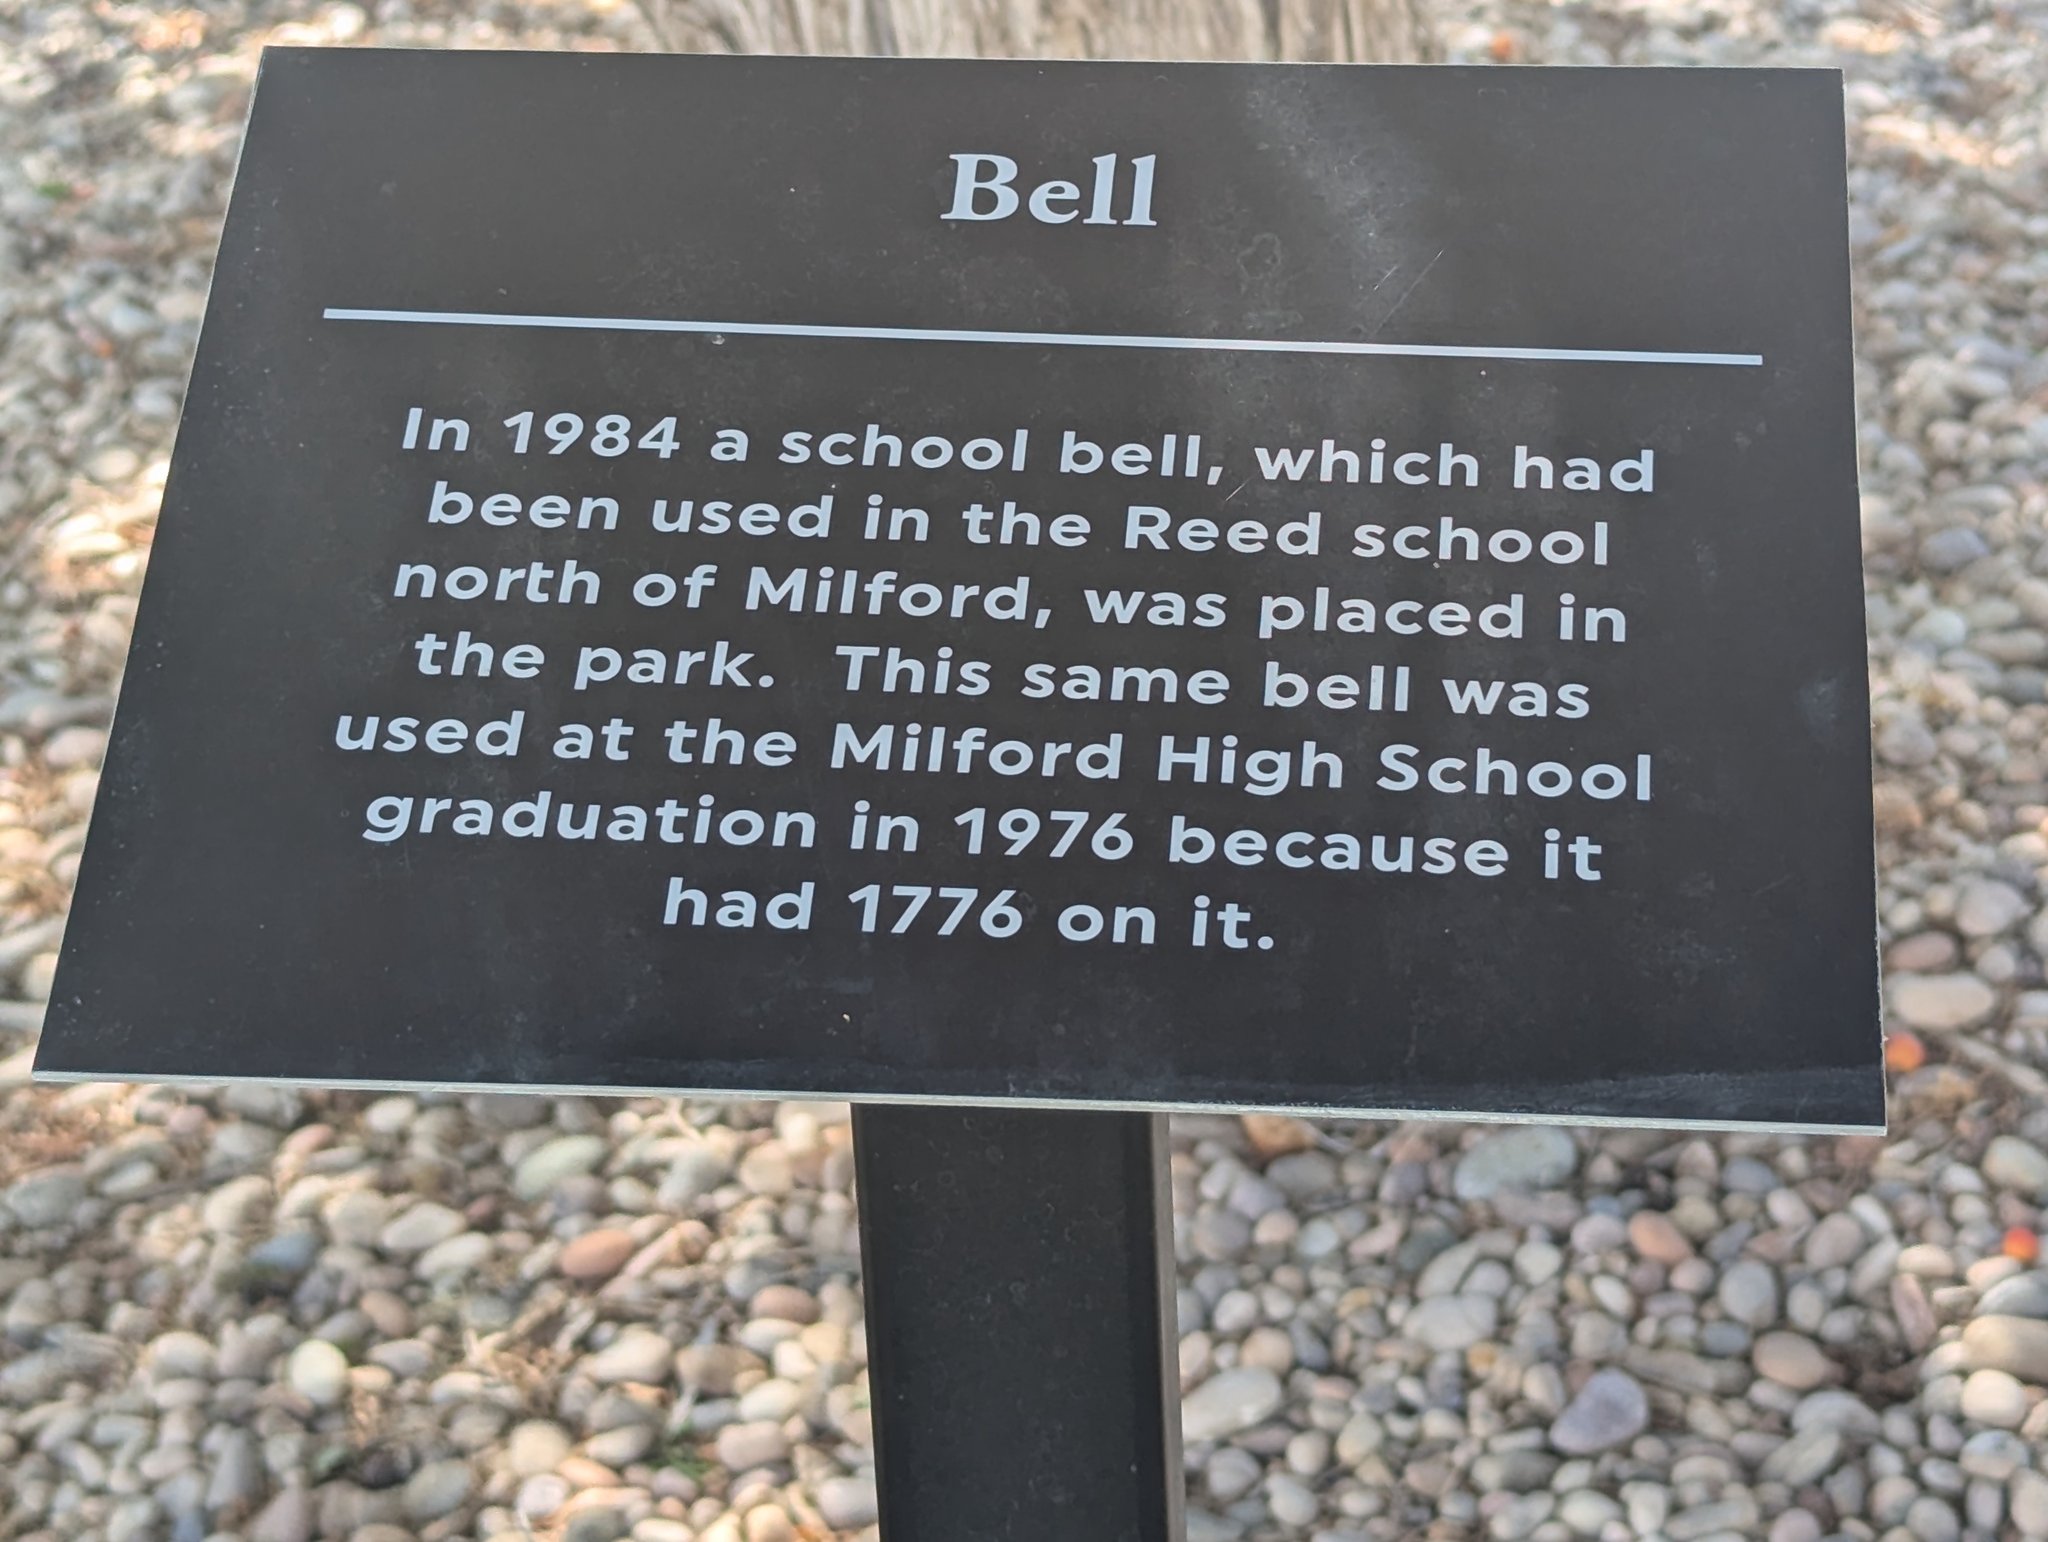 Bell
In 1984 a school bell, which had
been used in the Reed school
north of Milford, was placed in
the park.  This same bell was
used at the Milford High School
graduation in 1976 because it
had 1776 on it.